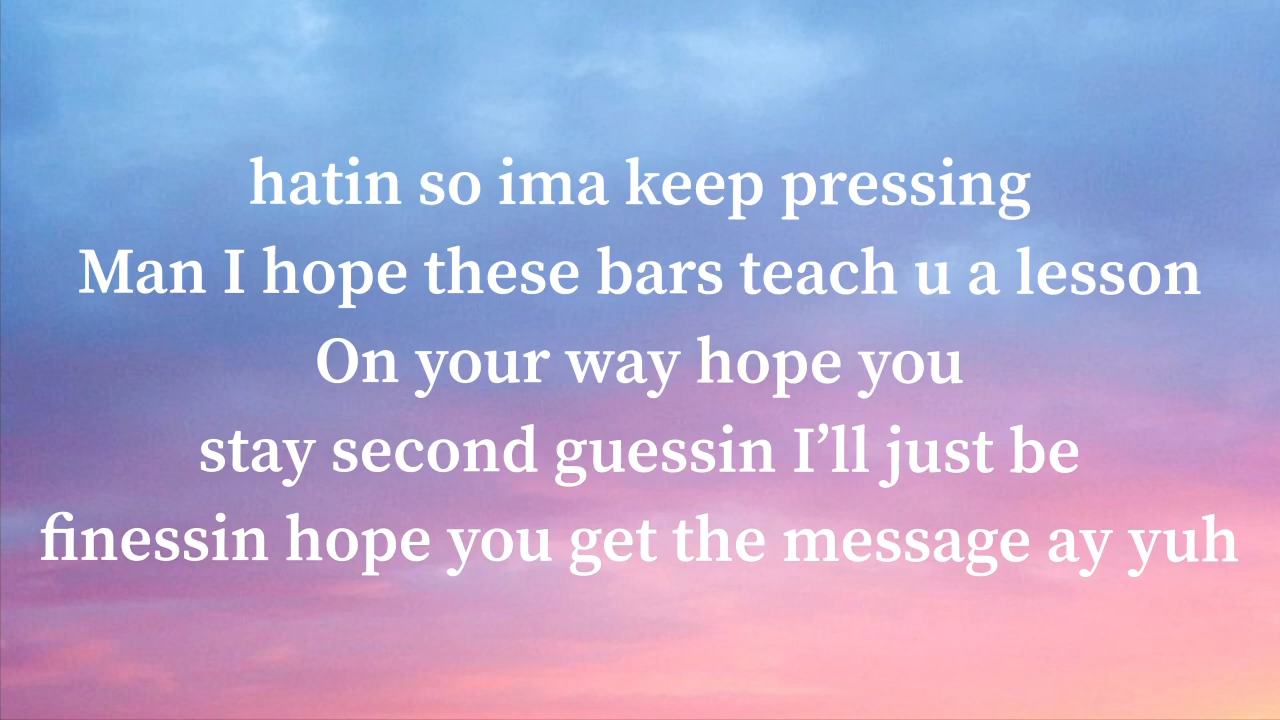 hatin so ima keep pressing
Man I hope these bars teach u a lesson
On your way hope you
stay second guessin I’ll just be
finessin hope you get the message ay yuh